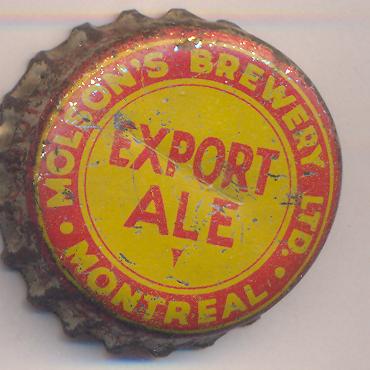 MOLSON'S BREWERY LTD.
EXPORT
ALE
• MONTREAL •